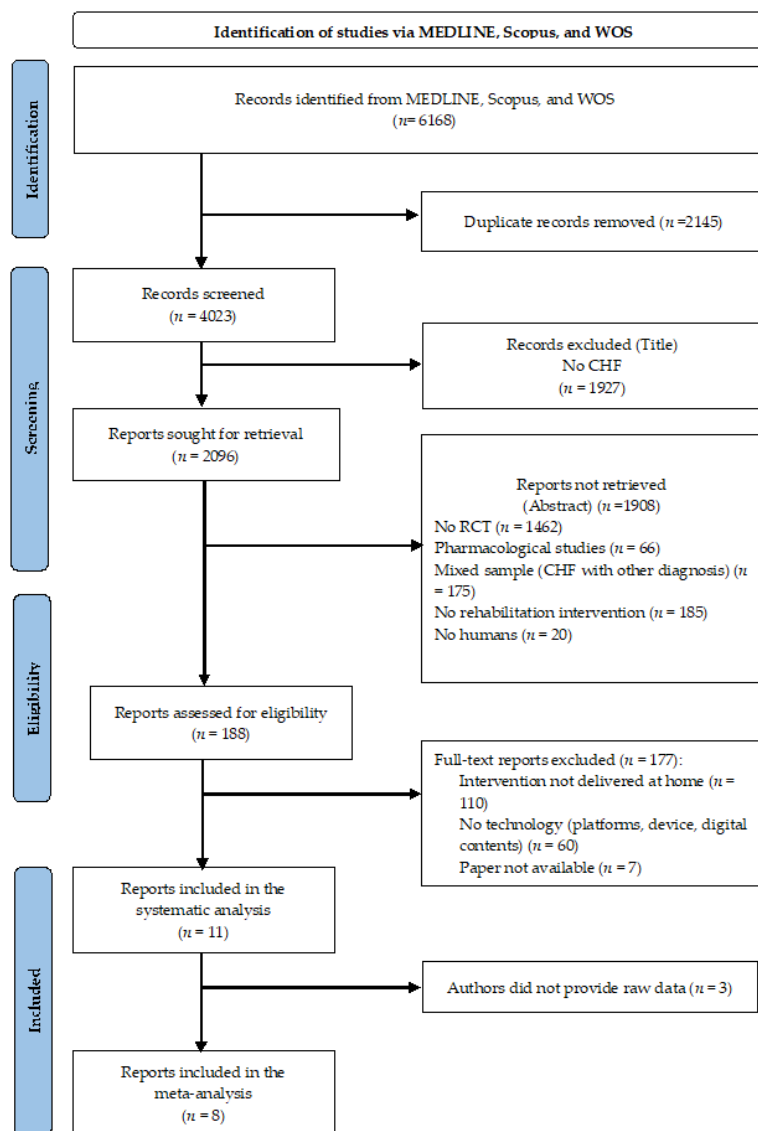 Identification of studies via MEDLINE, Scopus, and WOS
Identification
Records identified from MEDLINE, Scopus, and WOS
(n= 6168)
Duplicate records removed (n =2145)
Screening
Records screened
(n = 4023)
Records excluded (Title)
No CHF
(n = 1927)
Reports sought for retrieval
(n = 2096)
Reports not retrieved
(Abstract) (n =1908)
No RCT (n = 1462)
Pharmacological studies (n = 66)
Mixed sample (CHF with other diagnosis) (n
= 175)
No rehabilitation intervention (n = 185)
No humans (n = 20)
Eligibility
Reports assessed for eligibility
(n = 188)
Full-text reports excluded (n = 177):
Intervention not delivered at home (n =
110)
No technology (platforms, device, digital
contents) (n = 60)
Paper not available (n = 7)
Included
Reports included in the
systematic analysis
(n = 11)
Authors did not provide raw data (n = 3)
Reports included in the
meta-analysis
(n = 8)